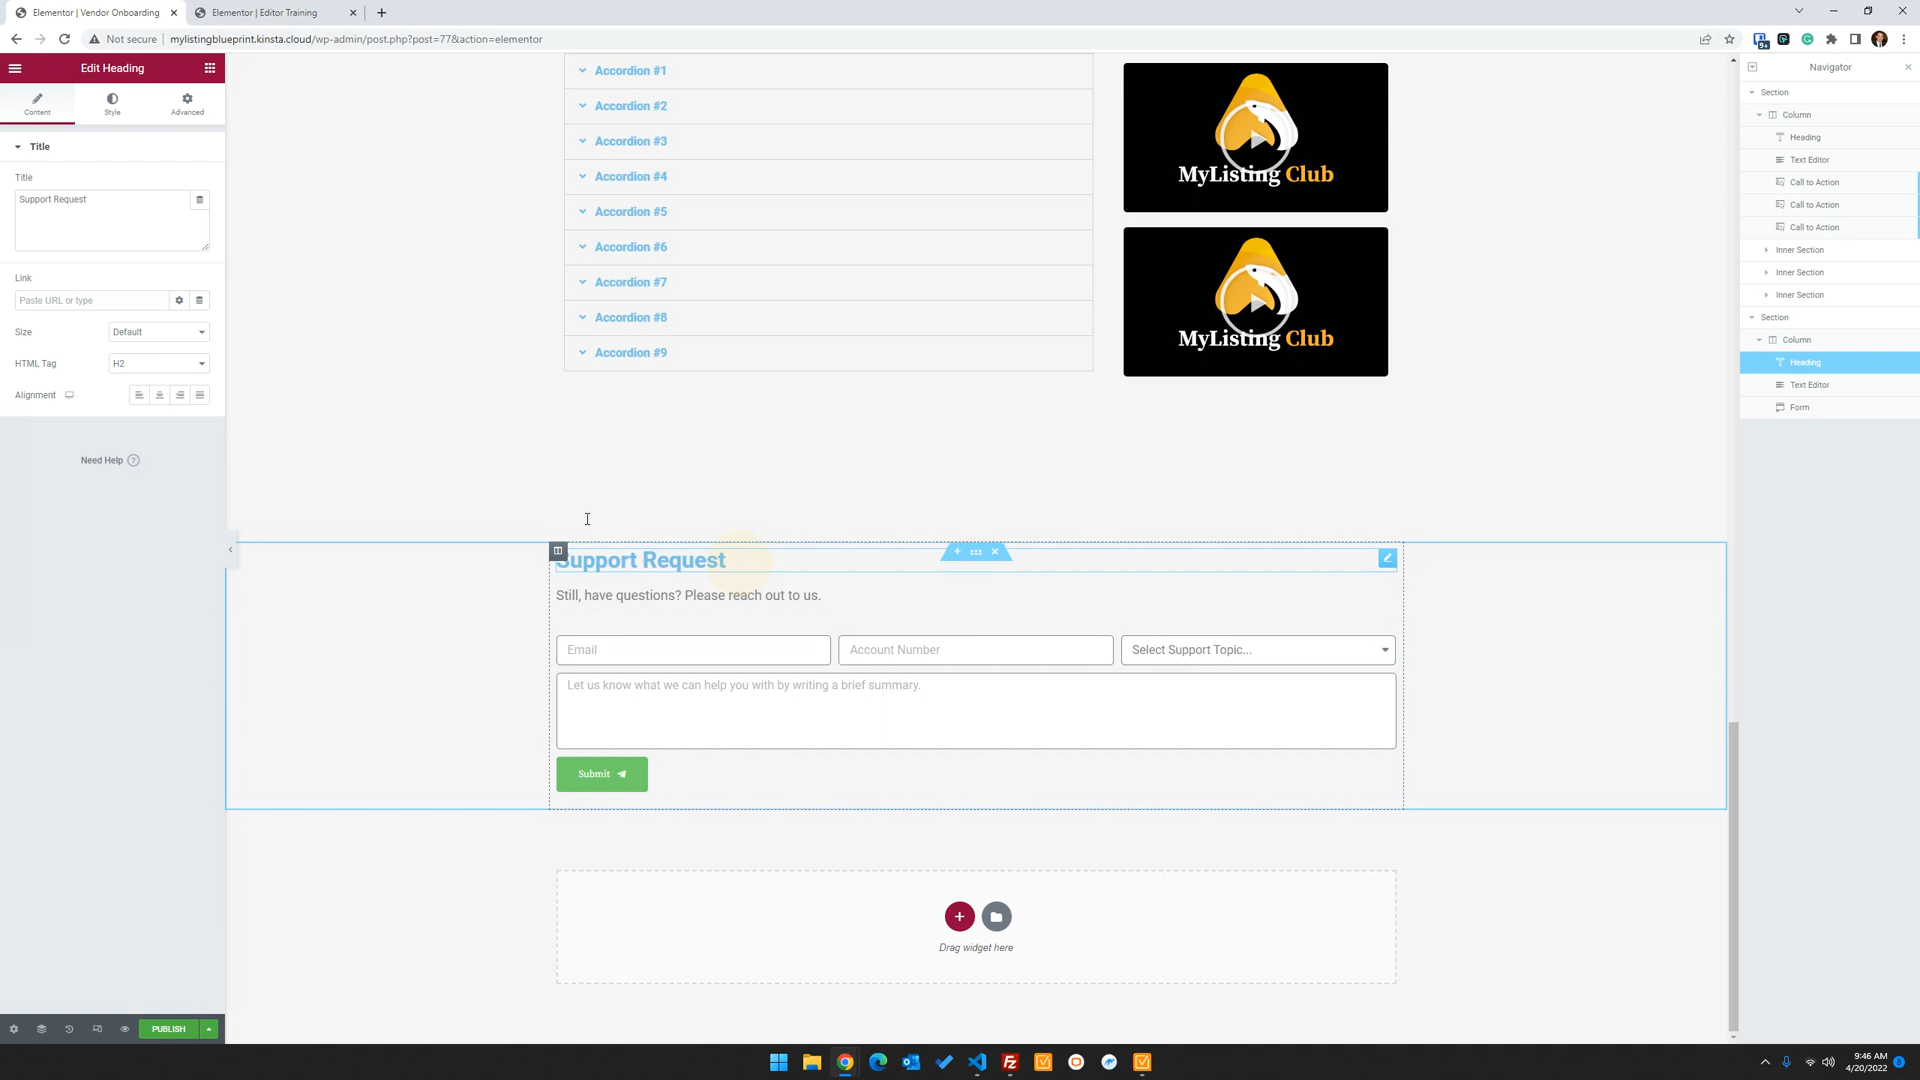 Elementor | Vendor Onboarding
Elementor | Editor Training
Not secure
mylistingblueprint.kinsta.cloud/wp-admin/post.php?post=77&action=elementor
9+
Edit Heading
Content
Style
Advanced
Title
Title
Support Request
Link
Paste URL or type
Size
Default
HTML Tag
H2
Alignment
Need Help
PUBLISH
Accordion #1
Accordion #2
Accordion #3
Accordion #4
Accordion #5
Accordion #6
Accordion #7
Accordion #8
Accordion #9
MyListing Club
MyListing Club
Support Request
Still, have questions? Please reach out to us.
Email
Account Number
Select Support Topic...
Let us know what we can help you with by writing a brief summary.
Submit
Drag widget here
Navigator
Section
Column
Heading
Text Editor
Call to Action
Call to Action
Call to Action
Inner Section
Inner Section
Inner Section
Section
Column
Heading
Text Editor
Form
9:46 AM
4/20/2022